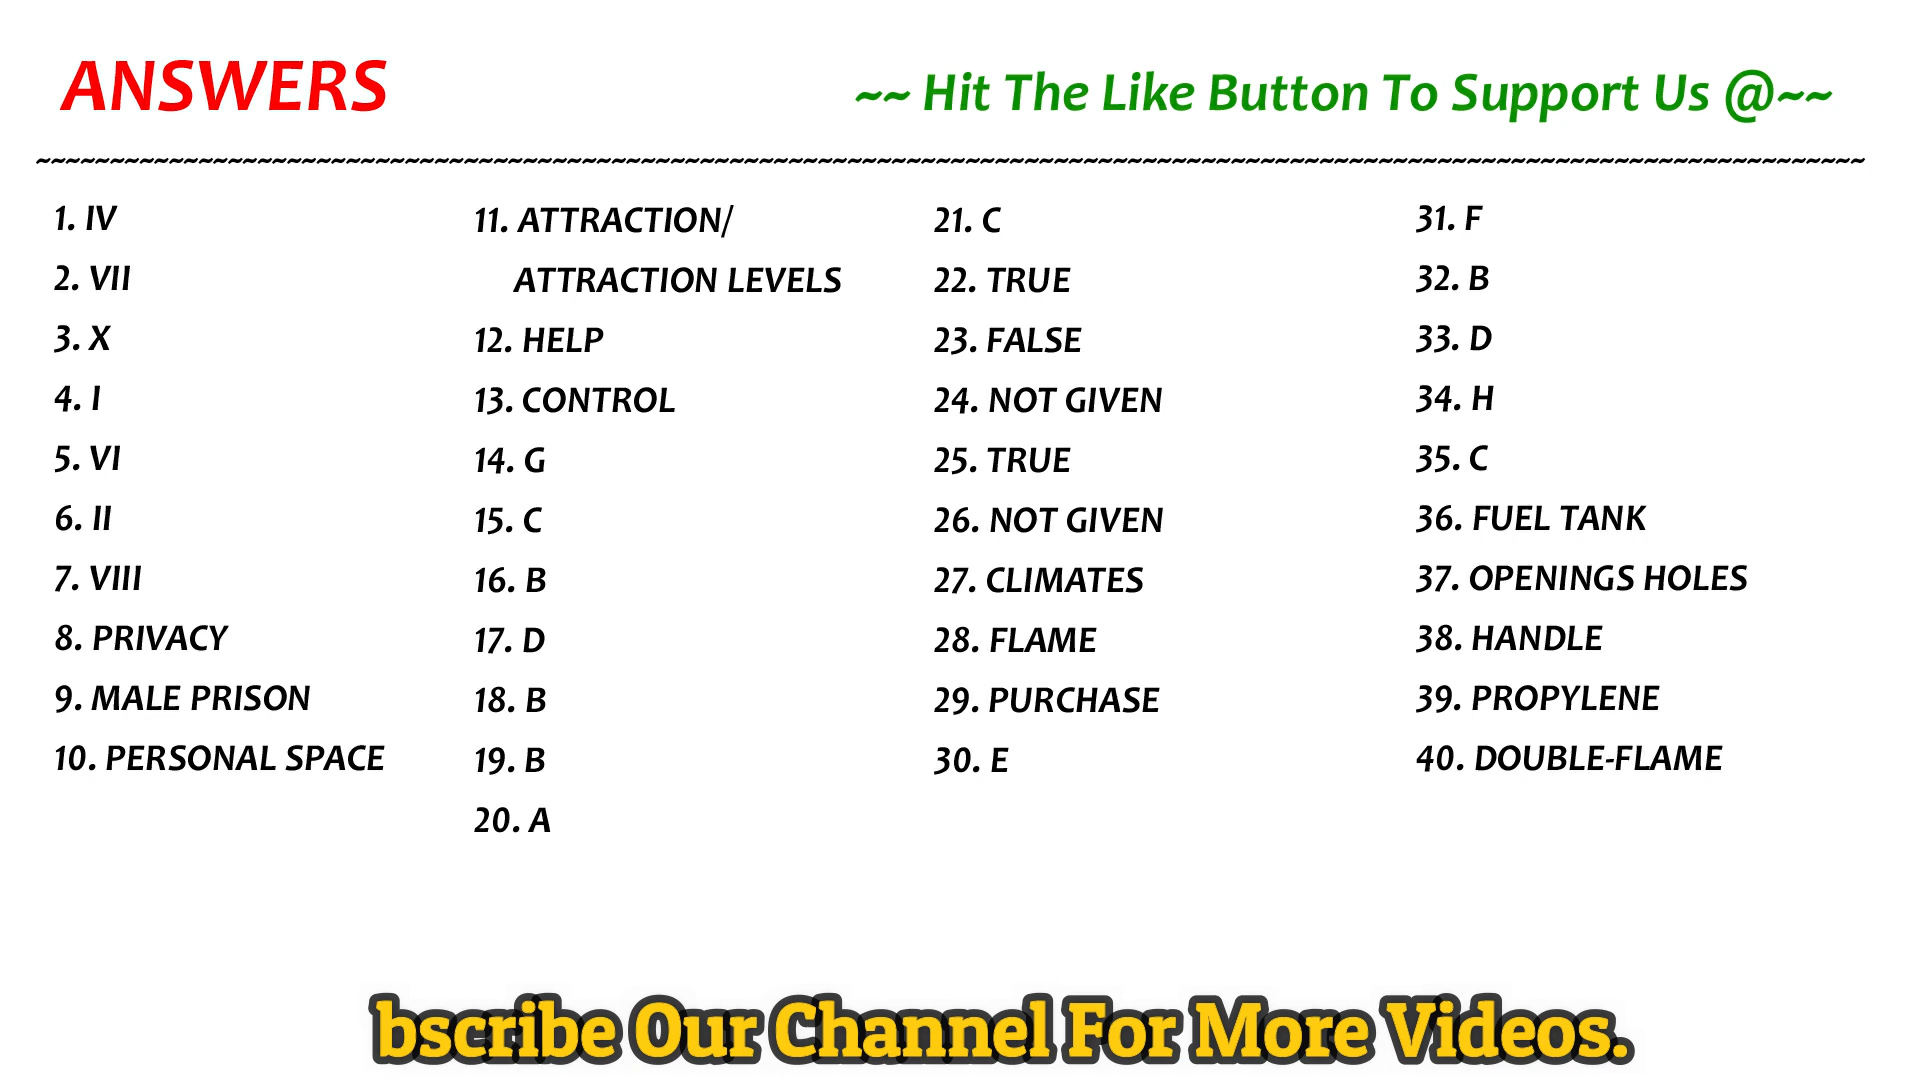 ANSWERS
~~ Hit The Like Button To Support Us @~~
1. IV
2. VII
3. X
4. I
5. VI
6. II
7. VIII
8. PRIVACY
9. MALE PRISON
10. PERSONAL SPACE
11. ATTRACTION/
ATTRACTION LEVELS
12. HELP
13. CONTROL
14. G
15. C
16. B
17. D
18. B
19. B
20. A
21. C
22. TRUE
23. FALSE
24. NOT GIVEN
25. TRUE
26. NOT GIVEN
27. CLIMATES
28. FLAME
29. PURCHASE
30. E
31. F
32. B
33. D
34. H
35. C
36. FUEL TANK
37. OPENINGS HOLES
38. HANDLE
39. PROPYLENE
40. DOUBLE-FLAME
bscribe Our Channel For More Videos.